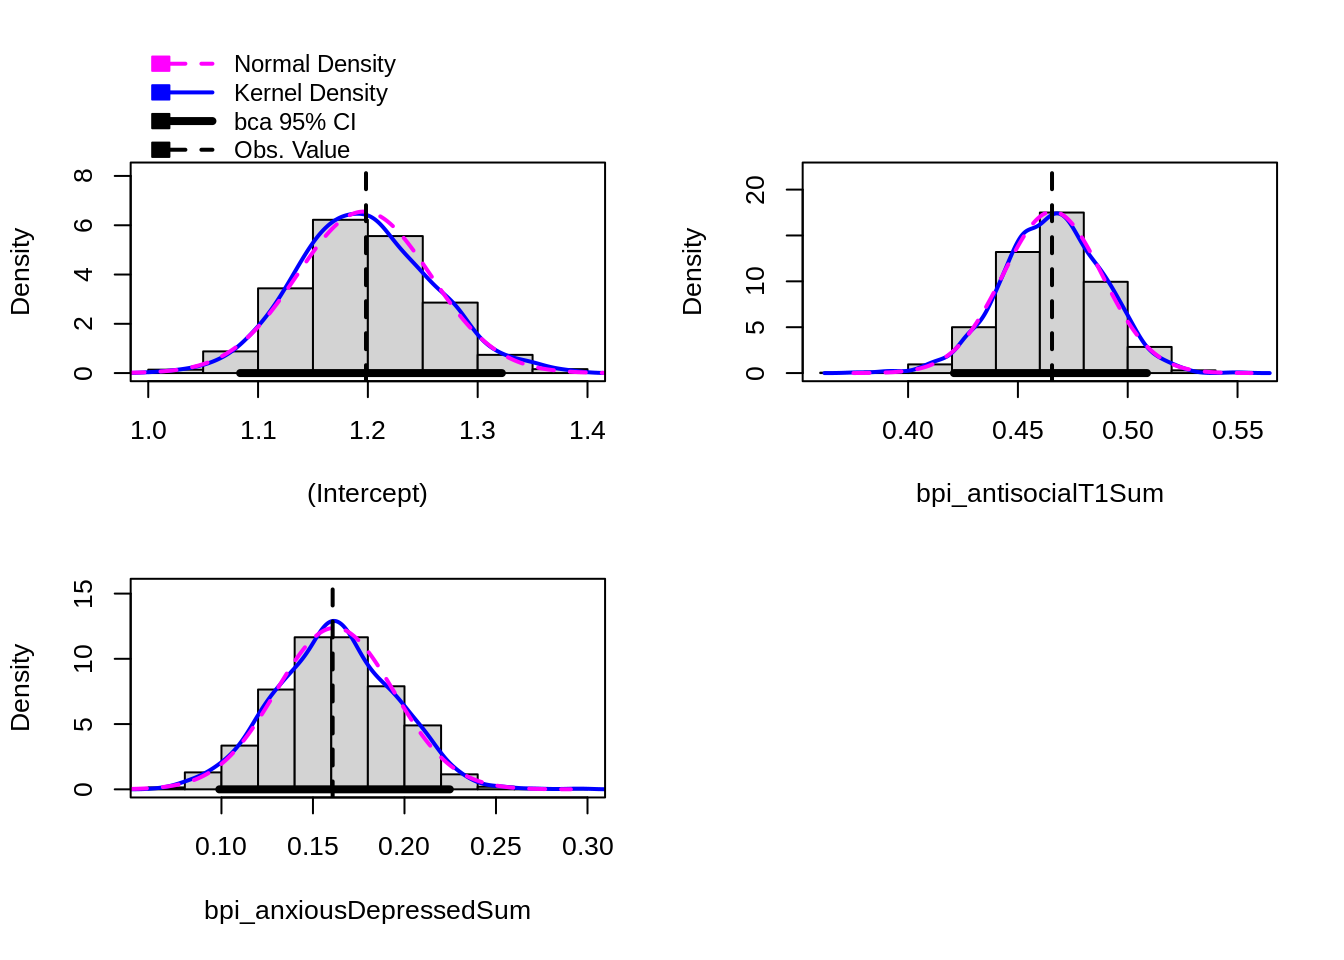 Normal Density
Kernel Density
bca 95% CI
Obs. Value
Density
0 2 4 6 8
1.0 1.1 1.2 1.3 1.4
(Intercept)
Density
0 5 10 20
0.40 0.45 0.50 0.55
bpi_antisocialT1Sum
Density
0 5 10 15
0.10 0.15 0.20 0.25 0.30
bpi_anxiousDepressedSum